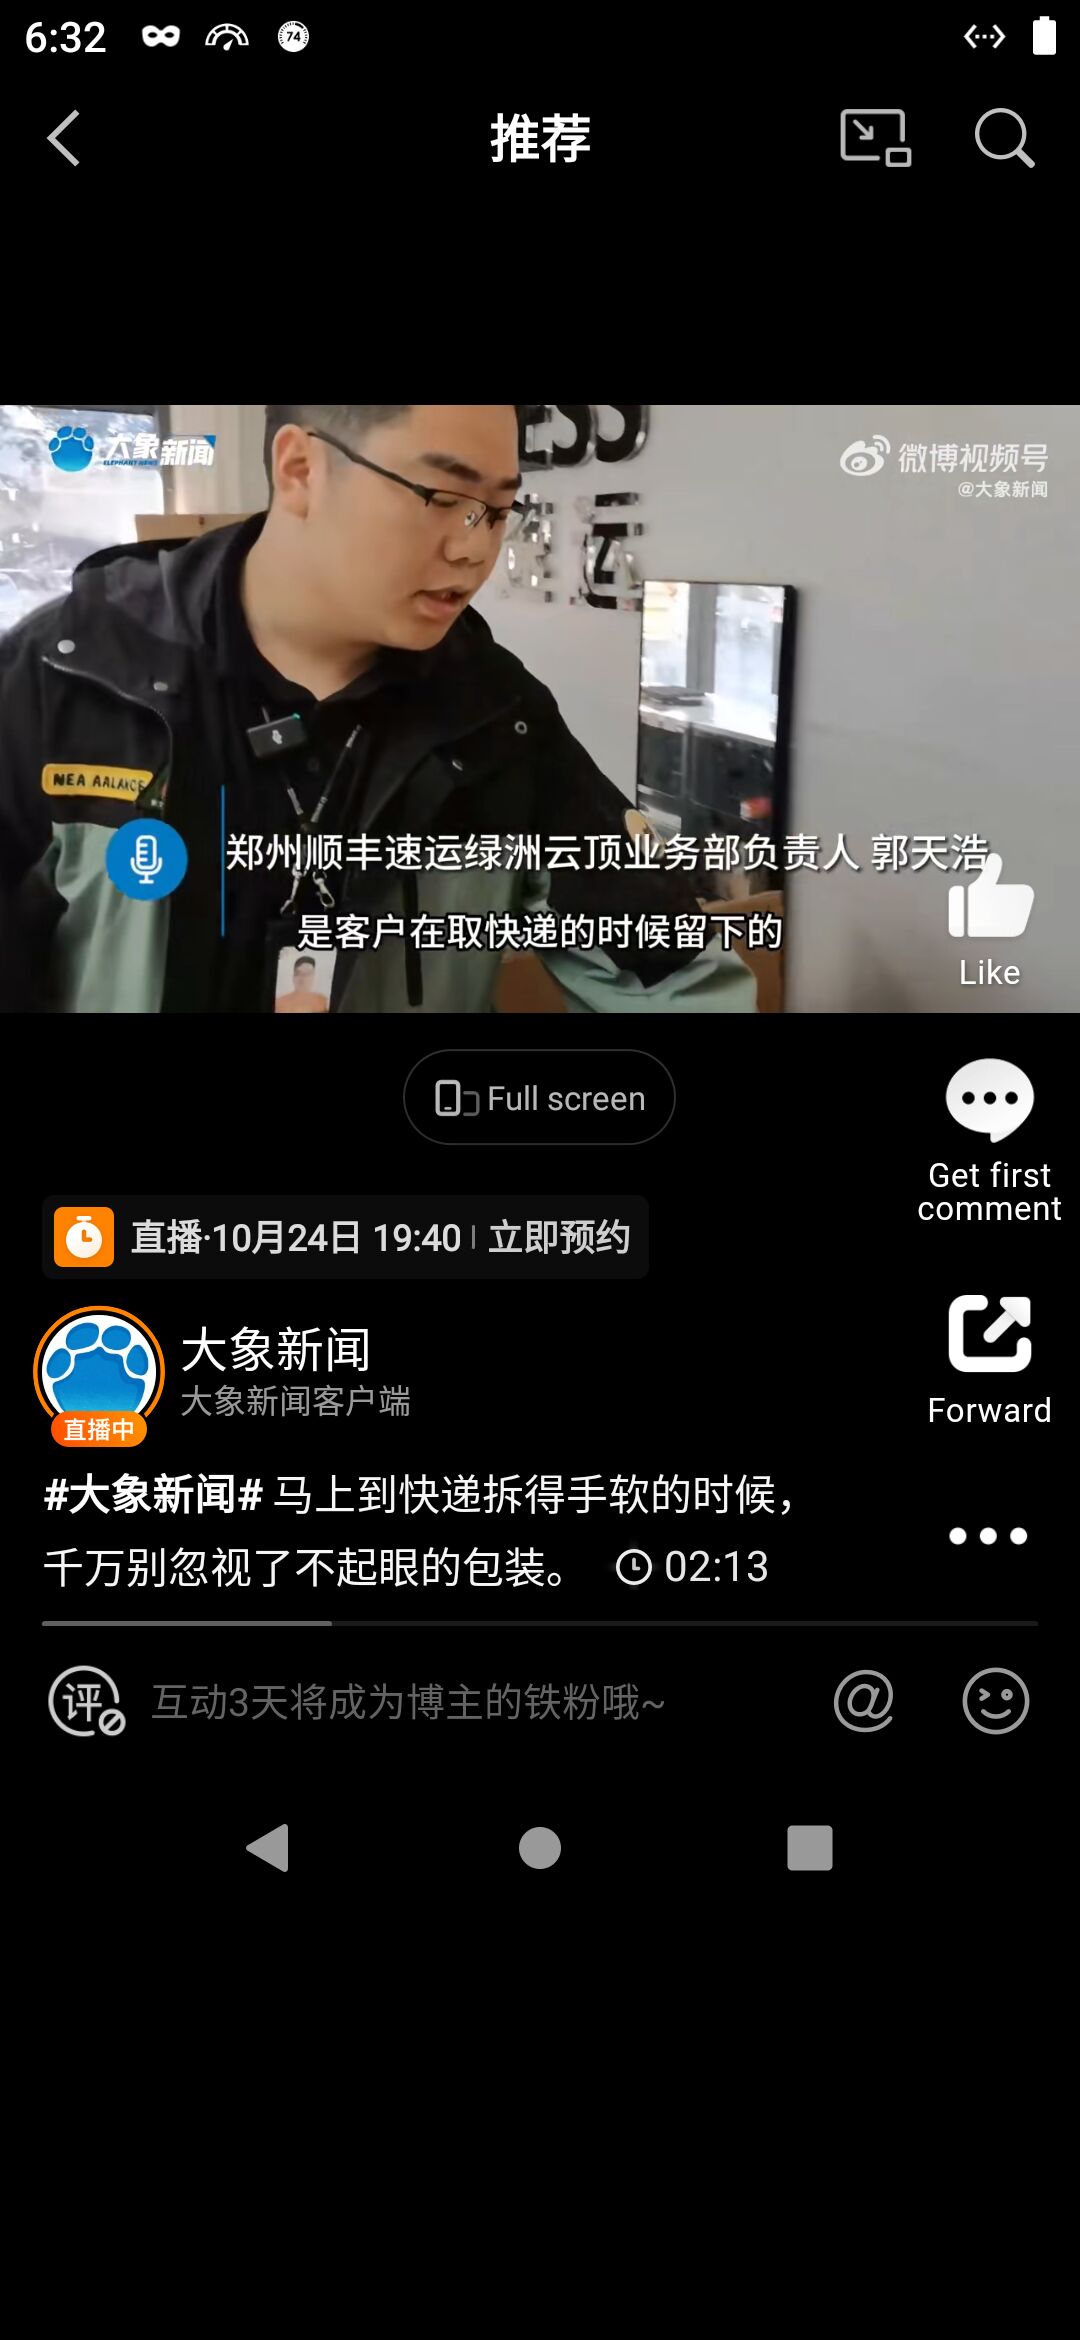 6:32
74
推荐
大象新闻
ELEPHANT NEWS
微博视频号
@大象新闻
ESS
速运
NEA AALANCE
郑州顺丰速运绿洲云顶业务部负责人 郭天浩
是客户在取快递的时候留下的
Like
Full screen
Get first
comment
直播·10月24日 19:40 | 立即预约
大象新闻
大象新闻客户端
直播中
Forward
#大象新闻# 马上到快递拆得手软的时候，
千万别忽视了不起眼的包装。 02:13
评 互动3天将成为博主的铁粉哦~